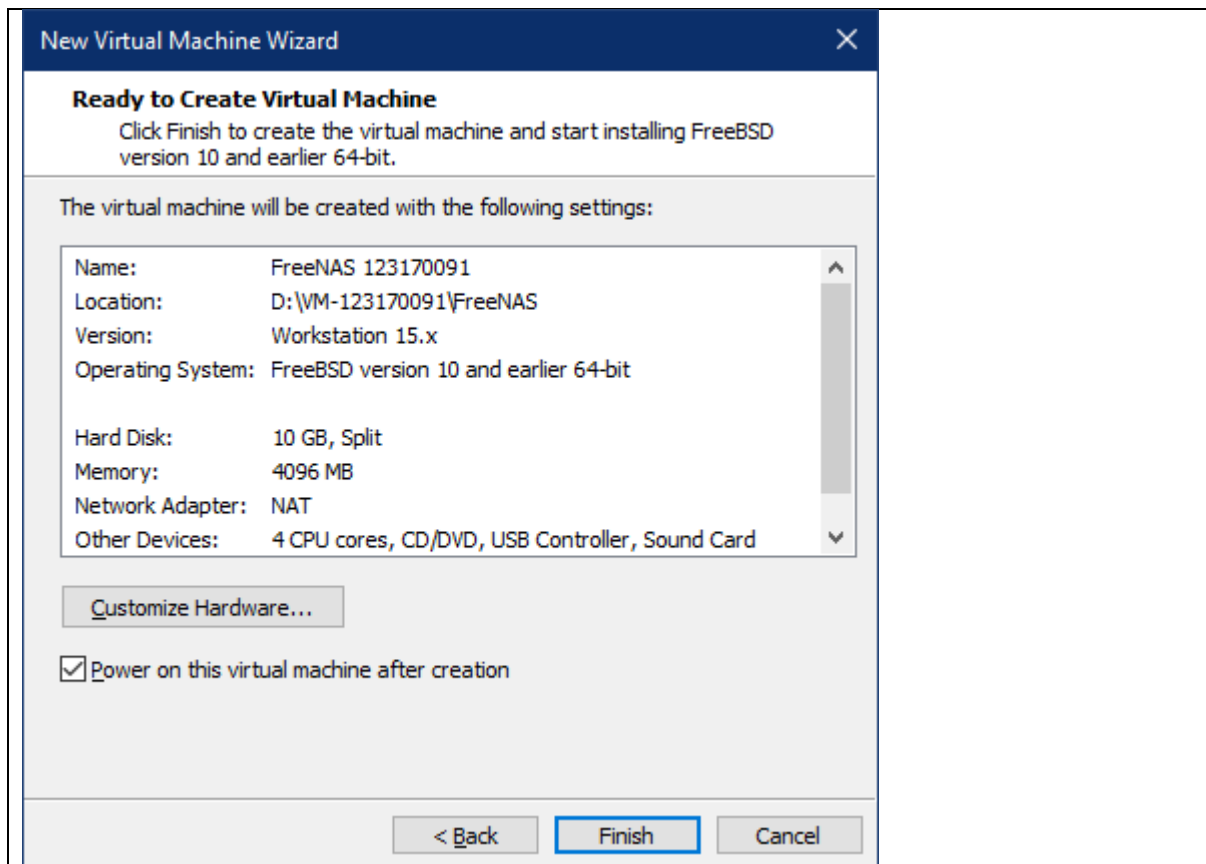 New Virtual Machine Wizard
Ready to Create Virtual Machine
Click Finish to create the virtual machine and start installing FreeBSD
version 10 and earlier 64-bit.
The virtual machine will be created with the following settings:
Name: FreeNAS 123170091
Location: D:\VM-123170091\FreeNAS
Version: Workstation 15.x
Operating System: FreeBSD version 10 and earlier 64-bit
Hard Disk: 10 GB, Split
Memory: 4096 MB
Network Adapter: NAT
Other Devices: 4 CPU cores, CD/DVD, USB Controller, Sound Card
Customize Hardware...
Power on this virtual machine after creation
< Back Finish Cancel